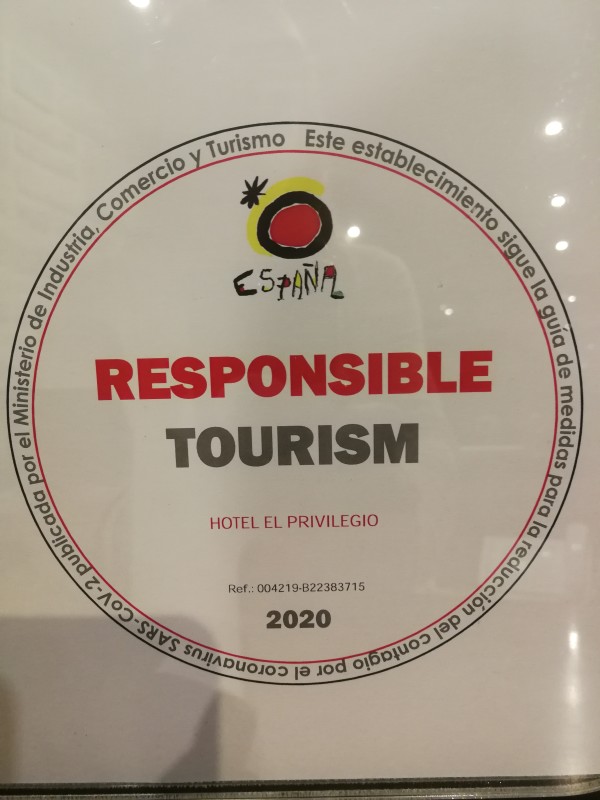 Este establecimiento sigue la guía de medidas para la reducción del contagio por el coronavirus SARS-CoV-2 publicada por el Ministerio de Industria, Comercio y Turismo
ESPAÑA
RESPONSIBLE
TOURISM
HOTEL EL PRIVILEGIO
Ref.: 004219-B22383715
2020